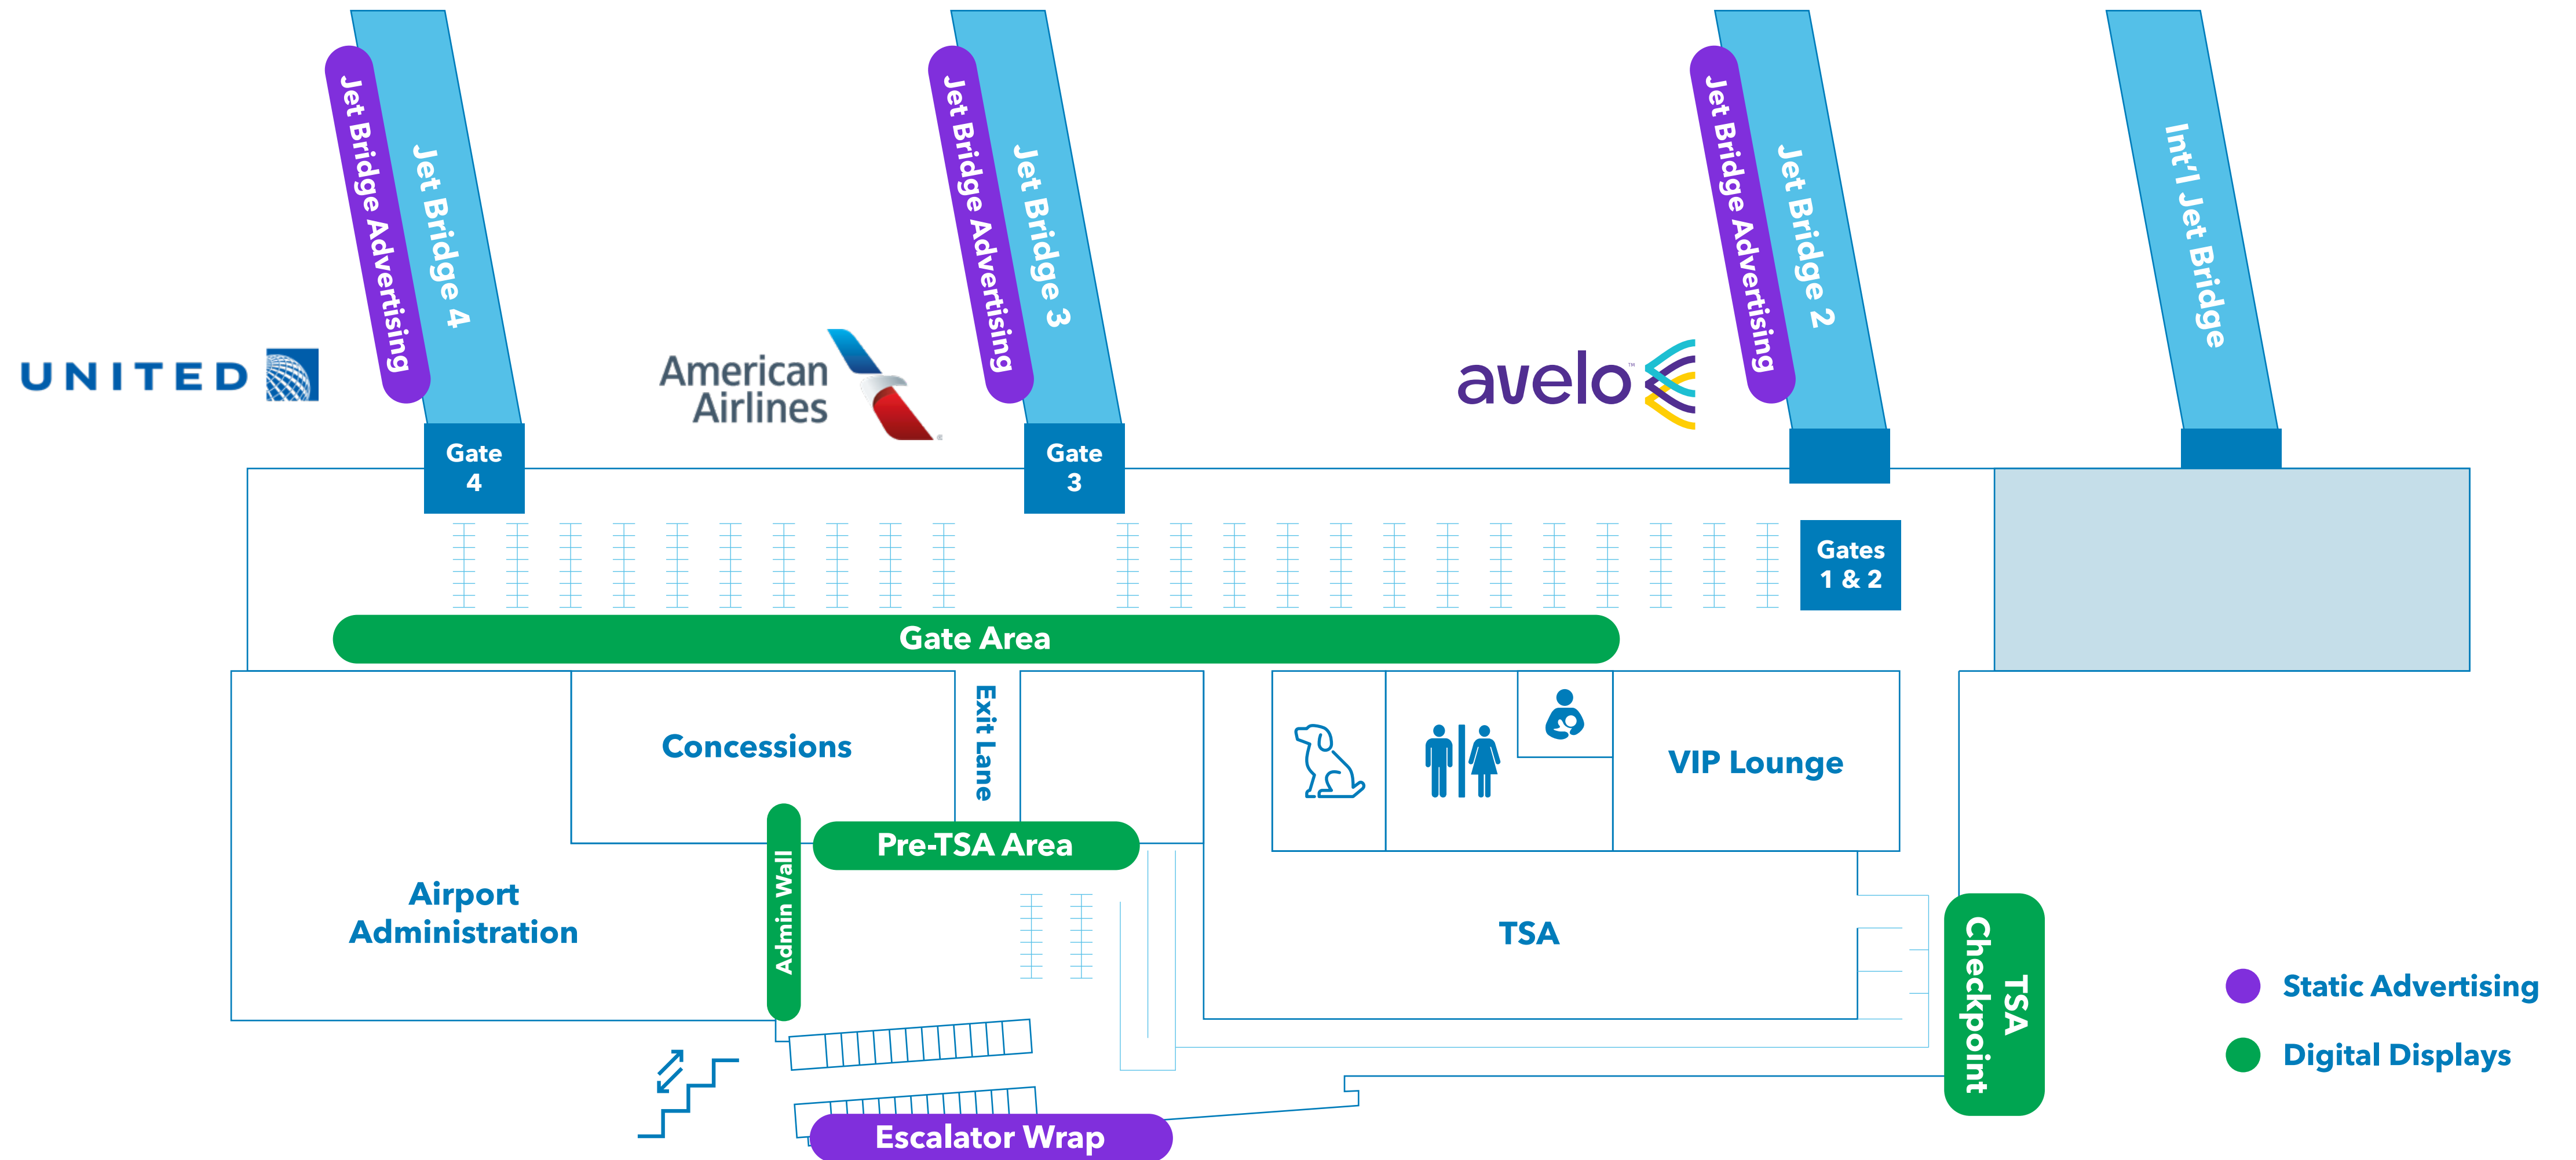 Jet Bridge Advertising
Jet Bridge 4
Jet Bridge Advertising
Jet Bridge 3
Jet Bridge Advertising
Jet Bridge 2
Int'l Jet Bridge
UNITED
American
Airlines
avelo™
Gate
4
Gate
3
Gates
1 & 2
Gate Area
Exit Lane
Concessions
VIP Lounge
Pre-TSA Area
Admin Wall
Airport
Administration
TSA
TSA
Checkpoint
Static Advertising
Digital Displays
Escalator Wrap